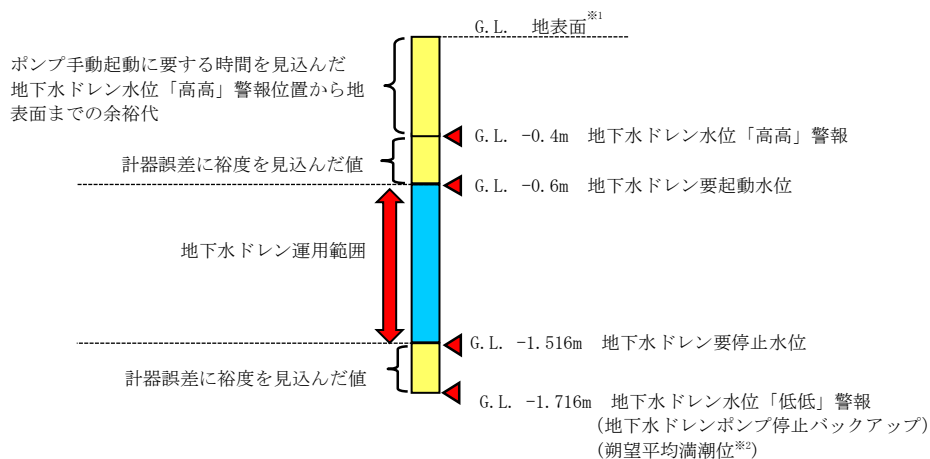 G.L. 地表面※1
ポンプ手動起動に要する時間を見込んだ
地下水ドレン水位「高高」警報位置から地
表面までの余裕代
G.L. -0.4m 地下水ドレン水位「高高」警報
計器誤差に裕度を見込んだ値
G.L. -0.6m 地下水ドレン要起動水位
地下水ドレン運用範囲
G.L. -1.516m 地下水ドレン要停止水位
計器誤差に裕度を見込んだ値
G.L. -1.716m 地下水ドレン水位「低低」警報
(地下水ドレンポンプ停止バックアップ)
(朔望平均満潮位※2)